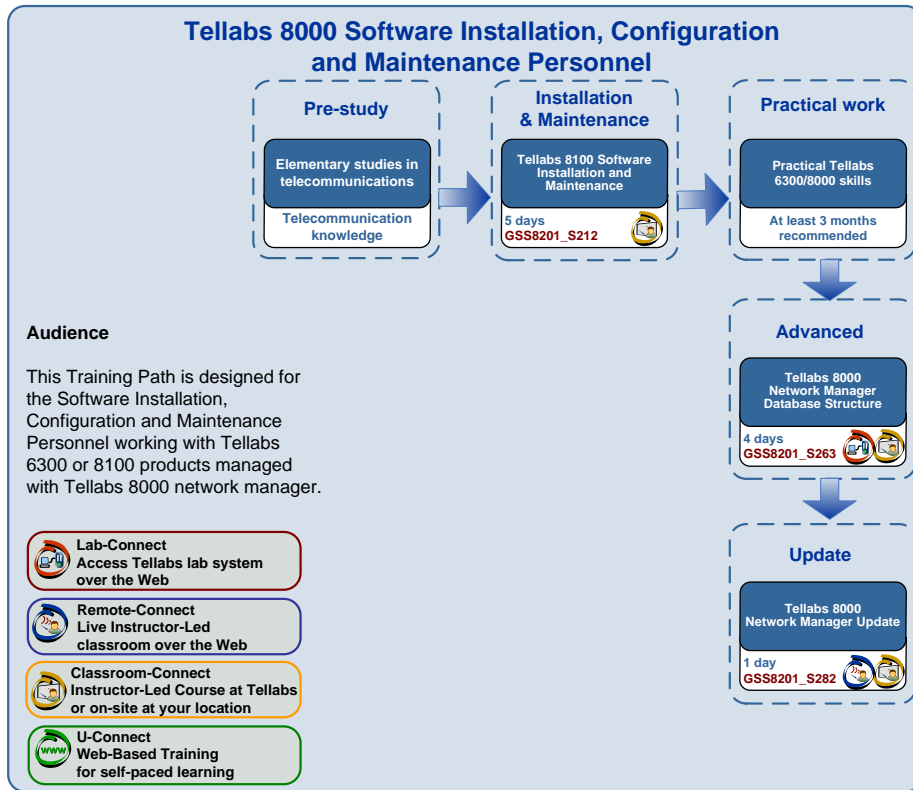 Tellabs 8000 Software Installation, Configuration
and Maintenance Personnel
Pre-study
Elementary studies in
telecommunications
Telecommunication
knowledge
Installation
& Maintenance
Tellabs 8100 Software
Installation and
Maintenance
5 days
GSS8201_S212
Practical work
Practical Tellabs
6300/8000 skills
At least 3 months
recommended
Advanced
Tellabs 8000
Network Manager
Database Structure
4 days
GSS8201_S263
Update
Tellabs 8000
Network Manager Update
1 day
GSS8201_S282
Audience
This Training Path is designed for
the Software Installation,
Configuration and Maintenance
Personnel working with Tellabs
6300 or 8100 products managed
with Tellabs 8000 network manager.
Lab-Connect
Access Tellabs lab system
over the Web
Remote-Connect
Live Instructor-Led
classroom over the Web
Classroom-Connect
Instructor-Led Course at Tellabs
or on-site at your location
www
U-Connect
Web-Based Training
for self-paced learning